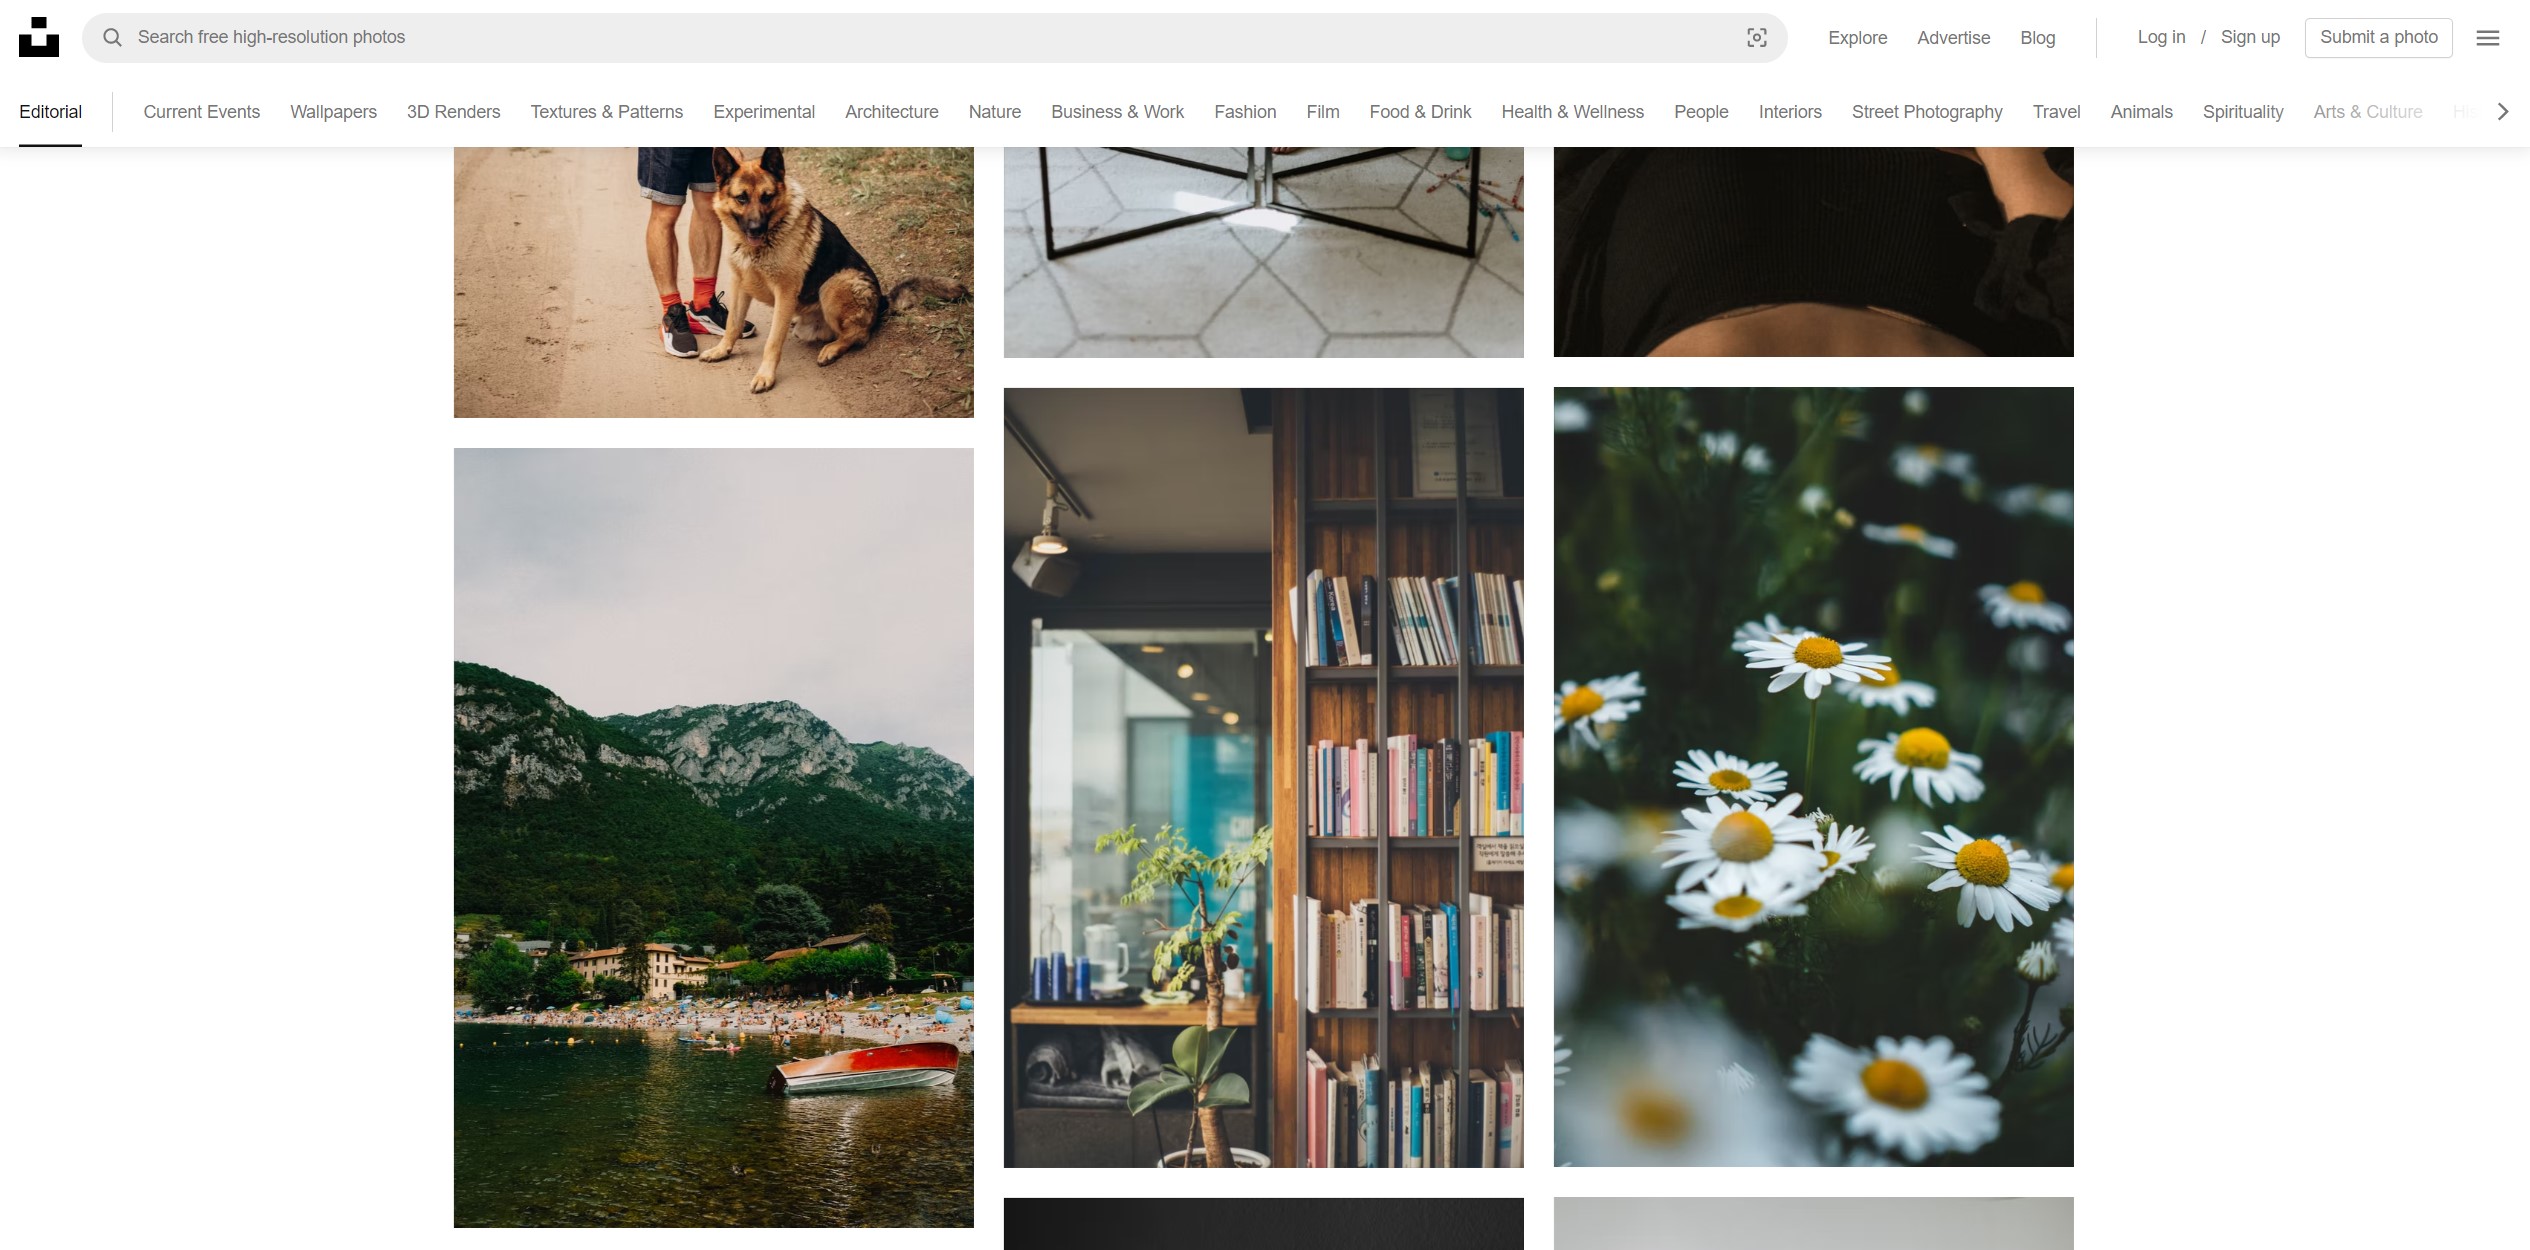 Search free high-resolution photos
Explore
Advertise
Blog
Log in / Sign up
Submit a photo
Editorial
Current Events
Wallpapers
3D Renders
Textures & Patterns
Experimental
Architecture
Nature
Business & Work
Fashion
Film
Food & Drink
Health & Wellness
People
Interiors
Street Photography
Travel
Animals
Spirituality
Arts & Culture
Korea